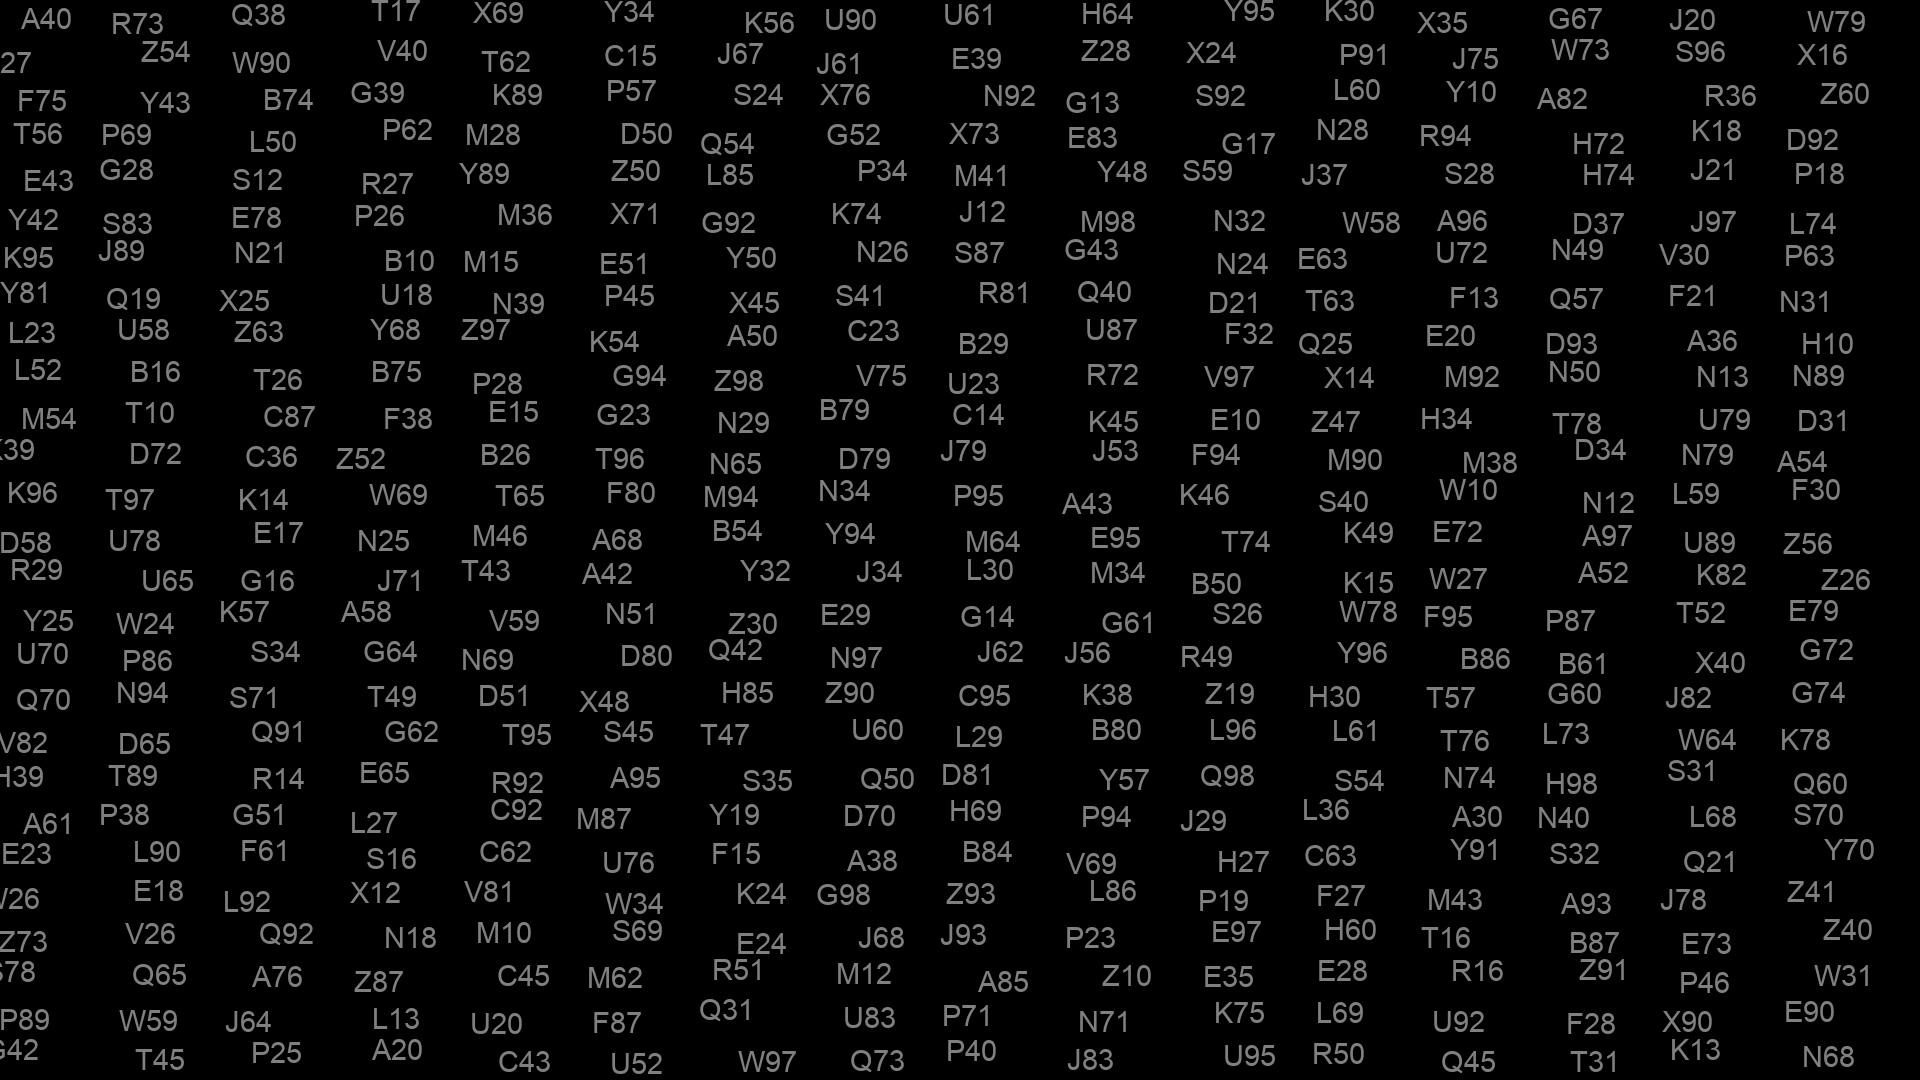 A40 R73 Q38 T17 X69 Y34 K56 U90 U61 H64 Y95 K30 X35 G67 J20 W79
27 Z54 W90 V40 T62 C15 J67 J61 E39 Z28 X24 P91 J75 W73 S96 X16
F75 Y43 B74 G39 K89 P57 S24 X76 N92 G13 S92 L60 Y10 A82 R36 Z60
T56 P69 L50 P62 M28 D50 Q54 G52 X73 E83 G17 N28 R94 H72 K18 D92
E43 G28 S12 R27 Y89 Z50 L85 P34 M41 Y48 S59 J37 S28 H74 J21 P18
Y42 S83 E78 P26 M36 X71 G92 K74 J12 M98 N32 W58 A96 D37 J97 L74
K95 J89 N21 B10 M15 E51 Y50 N26 S87 G43 N24 E63 U72 N49 V30 P63
Y81 Q19 X25 U18 N39 P45 X45 S41 R81 Q40 D21 T63 F13 Q57 F21 N31
L23 U58 Z63 Y68 Z97 K54 A50 C23 B29 U87 F32 Q25 E20 D93 A36 H10
L52 B16 T26 B75 P28 G94 Z98 V75 U23 R72 V97 X14 M92 N50 N13 N89
M54 T10 C87 F38 E15 G23 N29 B79 C14 K45 E10 Z47 H34 T78 U79 D31
39 D72 C36 Z52 B26 T96 N65 D79 J79 J53 F94 M90 M38 D34 N79 A54
K96 T97 K14 W69 T65 F80 M94 N34 P95 A43 K46 S40 W10 N12 L59 F30
D58 U78 E17 N25 M46 A68 B54 Y94 M64 E95 T74 K49 E72 A97 U89 Z56
R29 U65 G16 J71 T43 A42 Y32 J34 L30 M34 B50 K15 W27 A52 K82 Z26
Y25 W24 K57 A58 V59 N51 Z30 E29 G14 G61 S26 W78 F95 P87 T52 E79
U70 P86 S34 G64 N69 D80 Q42 N97 J62 J56 R49 Y96 B86 B61 X40 G72
Q70 N94 S71 T49 D51 X48 H85 Z90 C95 K38 Z19 H30 T57 G60 J82 G74
V82 D65 Q91 G62 T95 S45 T47 U60 L29 B80 L96 L61 T76 L73 W64 K78
H39 T89 R14 E65 R92 A95 S35 Q50 D81 Y57 Q98 S54 N74 H98 S31 Q60
A61 P38 G51 L27 C92 M87 Y19 D70 H69 P94 J29 L36 A30 N40 L68 S70
E23 L90 F61 S16 C62 U76 F15 A38 B84 V69 H27 C63 Y91 S32 Q21 Y70
W26 E18 L92 X12 V81 W34 K24 G98 Z93 L86 P19 F27 M43 A93 J78 Z41
Z73 V26 Q92 N18 M10 S69 E24 J68 J93 P23 E97 H60 T16 B87 E73 Z40
S78 Q65 A76 Z87 C45 M62 R51 M12 A85 Z10 E35 E28 R16 Z91 P46 W31
P89 W59 J64 L13 U20 F87 Q31 U83 P71 N71 K75 L69 U92 F28 X90 E90
G42 T45 P25 A20 C43 U52 W97 Q73 P40 J83 U95 R50 Q45 T31 K13 N68